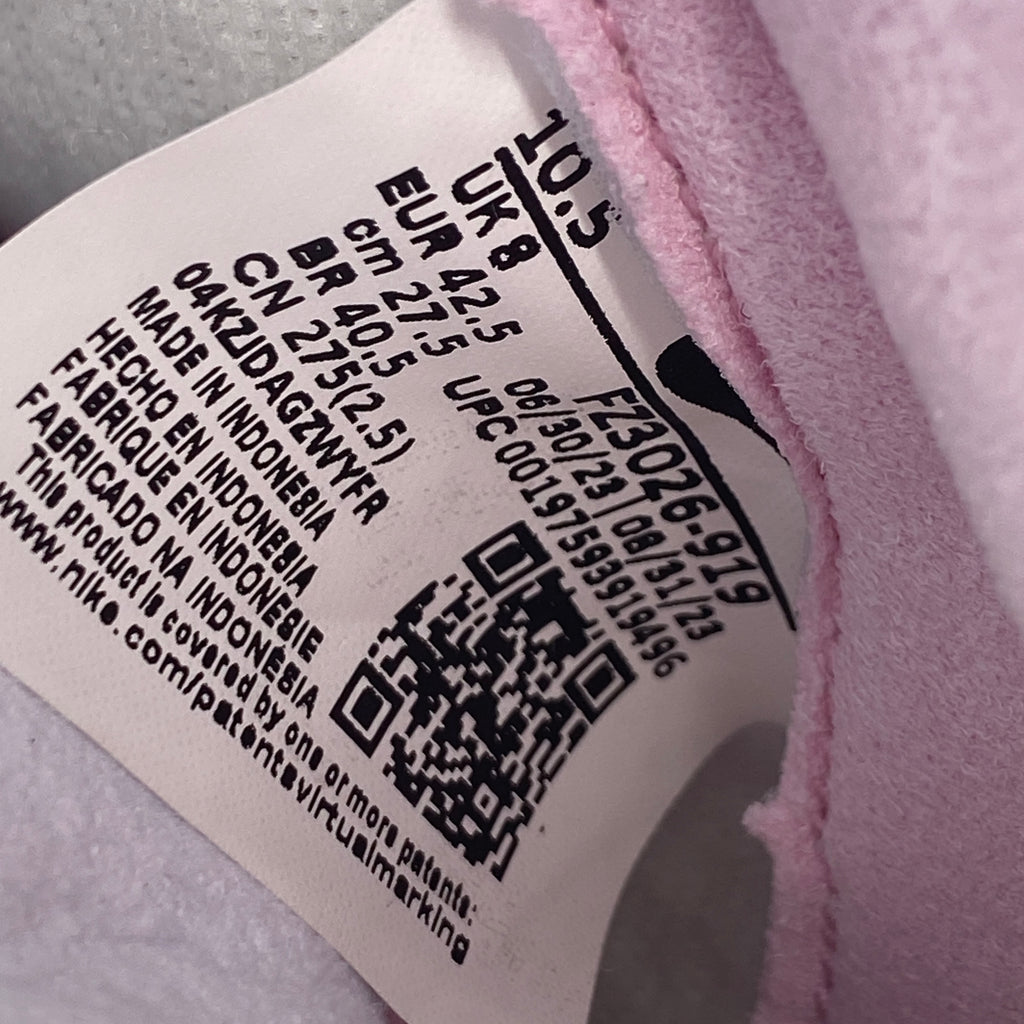 10.5
UK 8
EUR 42.5
cm 27.5
BR 40.5
CN 275(2.5)
04KZIDAGZWYFR
MADE IN INDONESIA
HECHO EN INDONESIA
FABRIQUE EN INDONESIE
FABRICADO NA INDONESIA
This product is covered by one or more patents:
www.nike.com/patentsvirtualmarking
FZ3026-919
06/30/23 | 08/31/23
UPC 00197593919496